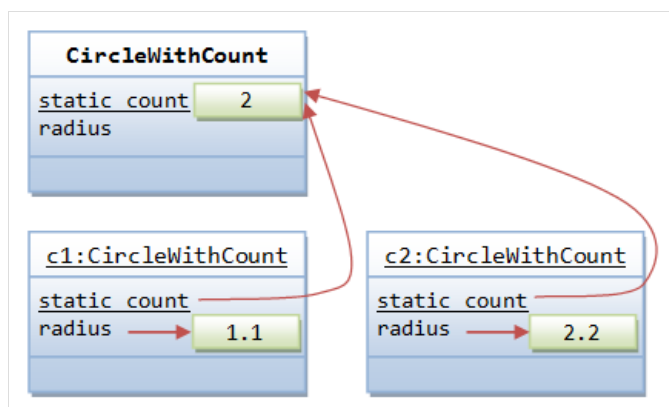 CircleWithCount
static count 2
radius
c1:CircleWithCount
static count
radius 1.1
c2:CircleWithCount
static count
radius 2.2